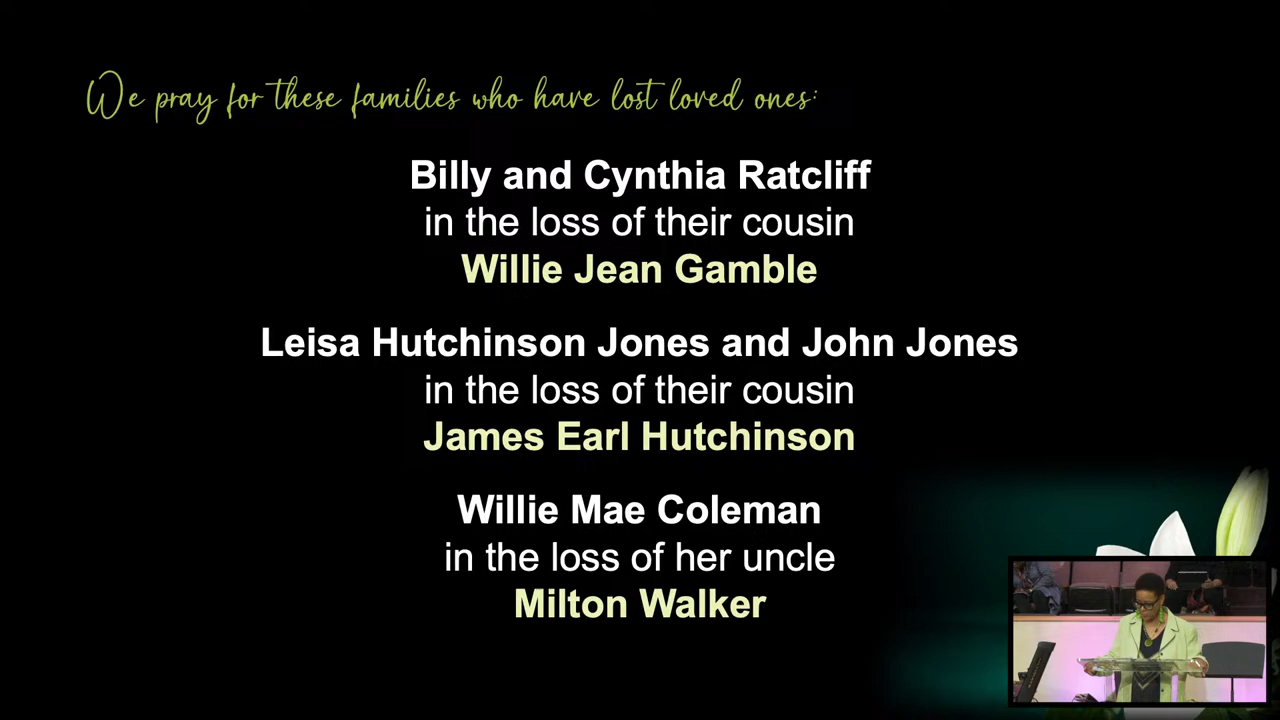 We pray for these families who have lost loved ones:
Billy and Cynthia Ratcliff
in the loss of their cousin
Willie Jean Gamble
Leisa Hutchinson Jones and John Jones
in the loss of their cousin
James Earl Hutchinson
Willie Mae Coleman
in the loss of her uncle
Milton Walker